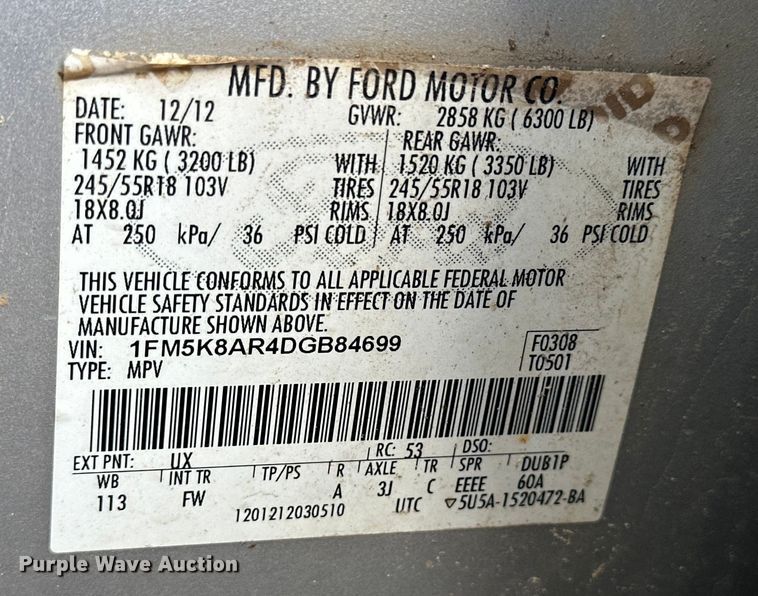 MFD. BY FORD MOTOR CO.
DATE: 12/12 GVWR: 2858 KG ( 6300 LB)
FRONT GAWR: REAR GAWR:
1452 KG ( 3200 LB) WITH 1520 KG ( 3350 LB) WITH
245/55R18 103V TIRES 245/55R18 103V TIRES
18X8.0J RIMS 18X8.0J RIMS
AT 250 kPa/ 36 PSI COLD AT 250 kPa/ 36 PSI COLD
THIS VEHICLE CONFORMS TO ALL APPLICABLE FEDERAL MOTOR
VEHICLE SAFETY STANDARDS IN EFFECT ON THE DATE OF
MANUFACTURE SHOWN ABOVE.
VIN: 1FM5K8AR4DGB84699 F0308
TYPE: MPV T0501
EXT PNT: UX RC: 53 DSO:
WB INT TR TP/PS R AXLE TR SPR DUB1P
113 FW A 3J C EEEE 60A
1201212030510 UTC ▽5U5A-1520472-BA
Purple Wave Auction